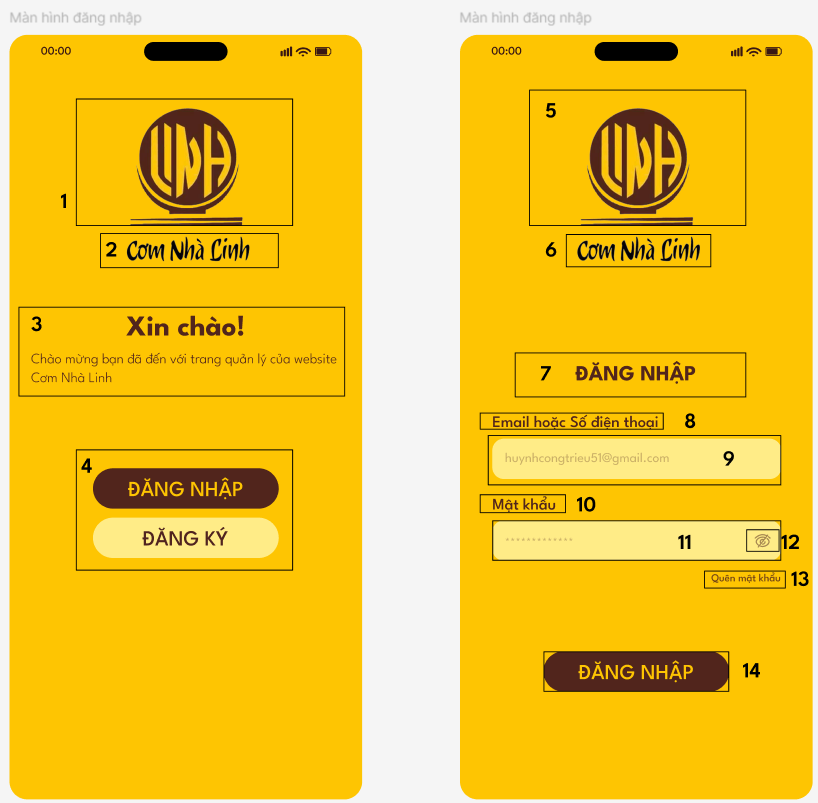 Màn hình đăng nhập
00:00
LINH
1
2 Cơm Nhà Linh
3 Xin chào!
Chào mừng bạn đã đến với trang quản lý của website
Cơm Nhà Linh
4
ĐĂNG NHẬP
ĐĂNG KÝ
Màn hình đăng nhập
00:00
5
LINH
6 Cơm Nhà Linh
7 ĐĂNG NHẬP
Email hoặc Số điện thoại 8
huynhcongtrieu51@gmail.com 9
Mật khẩu 10
************* 11 12
Quên mật khẩu 13
ĐĂNG NHẬP 14